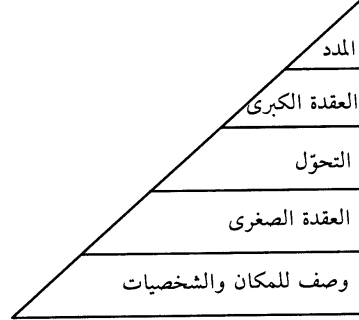 المدد
العقدة الكبرى
التحوّل
العقدة الصغرى
وصف للمكان والشخصيات